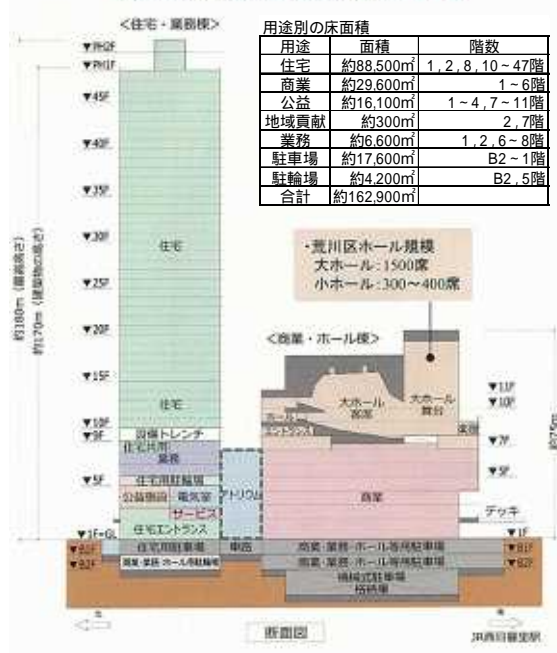 <住宅・業務棟>
用途別の床面積
用途 面積 階数
住宅 約88,500㎡ 1,2,8,10~47階
商業 約29,600㎡ 1~6階
公益 約16,100㎡ 1~4,7~11階
地域貢献 約300㎡ 2,7階
業務 約6,600㎡ 1,2,6~8階
駐車場 約17,600㎡ B2~1階
駐輪場 約4,200㎡ B2,5階
合計 約162,900㎡
▼PH2F
▼PH1F
▼45F
▼40F
▼35F
▼30F
▼25F
▼20F
▼15F
▼10F
▼9F
▼5F
▼1F=GL
▼B1F
▼B2F
約180m(最高高さ)
約170m(建築物の高さ)
住宅
住宅
設備トレンチ
住宅共用
業務
住宅用駐輪場
公益施設
電気室
サービス
住宅エントランス
住宅用駐車場
商業・業務・ホール等用駐輪場
アトリウム
車路
・荒川区ホール規模
大ホール:1500席
小ホール:300~400席
<商業・ホール棟>
大ホール
客席
大ホール
舞台
ホール
エントランス
楽屋
商業
デッキ
商業・業務・ホール等用駐車場
商業・業務・ホール等用駐車場
機械式駐車場
格納庫
▼11F
▼10F
▼7F
▼5F
▼1F
▼B1F
▼B2F
約75m
北
断面図
南
JR西日暮里駅